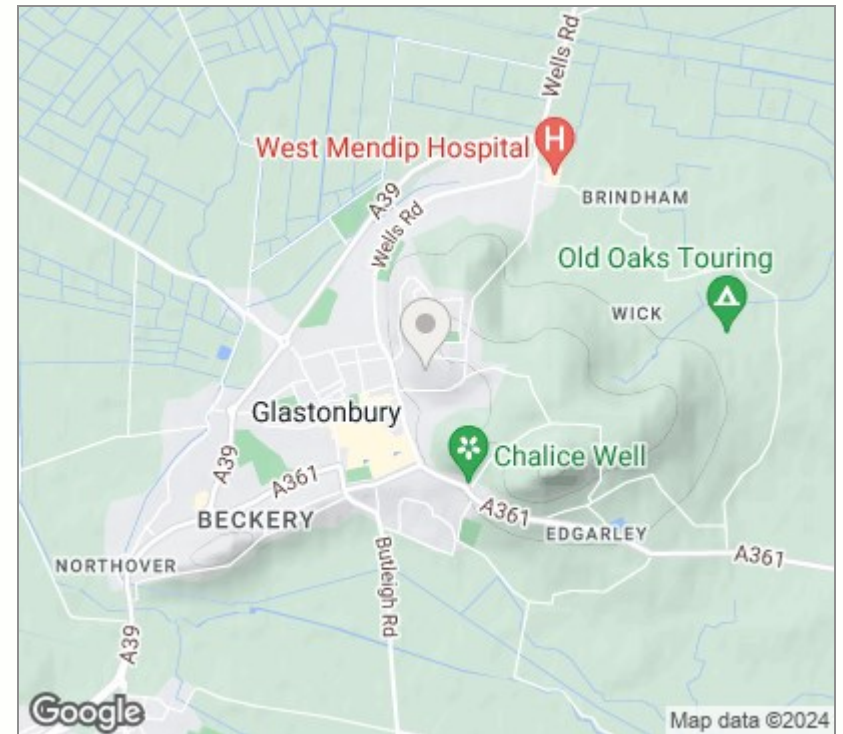 Wells Rd
West Mendip Hospital
H
A39
BRINDHAM
Wells Rd
Old Oaks Touring
WICK
Glastonbury
Chalice Well
A39
A361
A361
BECKERY
EDGARLEY
A361
NORTHOVER
Butleigh Rd
A39
Google
Map data ©2024